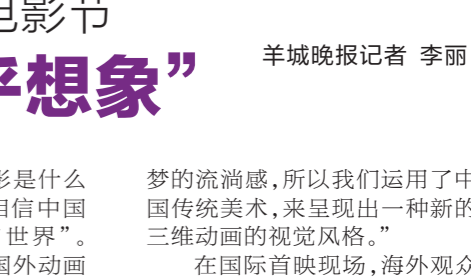 电影节
乎想象”
羊城晚报记者 李丽
影是什么
相信中国
世界”。
国外动画
梦的流淌感，所以我们运用了中
国传统美术，来呈现出一种新的
三维动画的视觉风格。”
在国际首映现场，海外观众